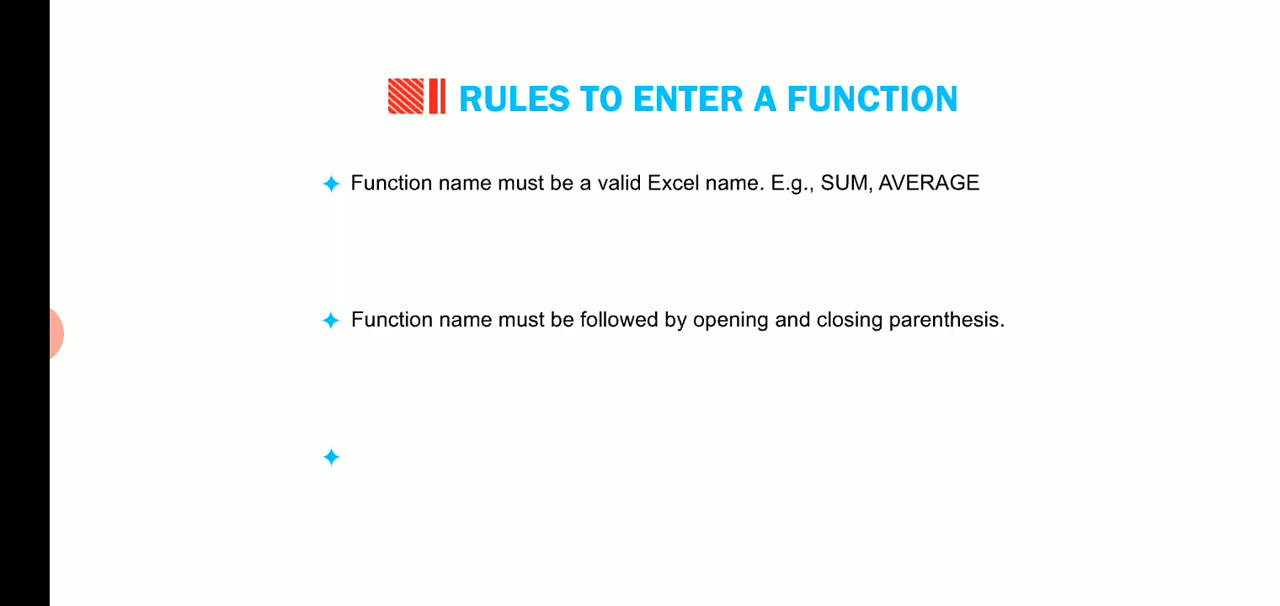 RULES TO ENTER A FUNCTION
Function name must be a valid Excel name. E.g., SUM, AVERAGE
Function name must be followed by opening and closing parenthesis.